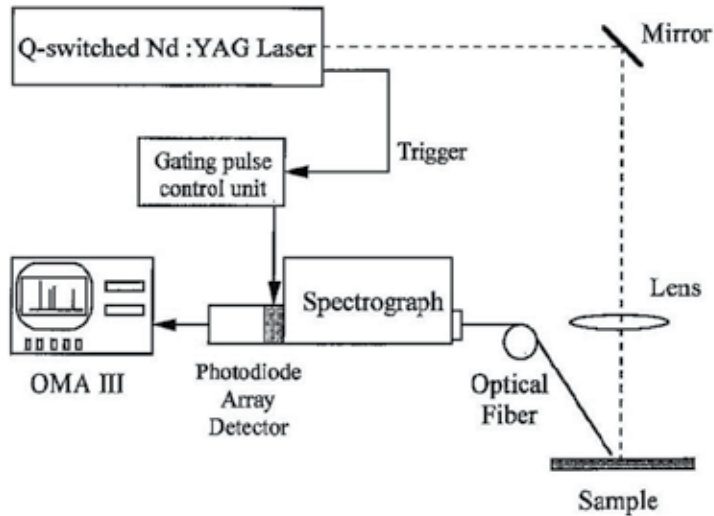 Q-switched Nd :YAG Laser
Mirror
Trigger
Gating pulse
control unit
Spectrograph
Lens
OMA III
Photodiode
Array
Detector
Optical
Fiber
Sample